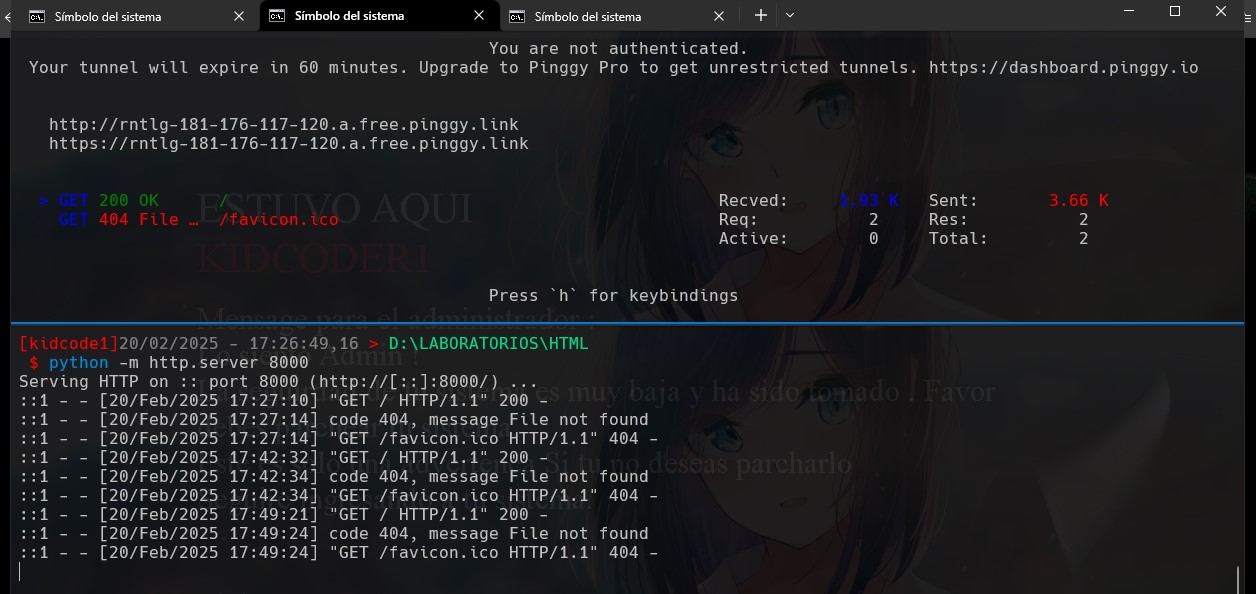 Símbolo del sistema
Símbolo del sistema
Símbolo del sistema
You are not authenticated.
Your tunnel will expire in 60 minutes. Upgrade to Pinggy Pro to get unrestricted tunnels. https://dashboard.pinggy.io
http://rntlg-181-176-117-120.a.free.pinggy.link
https://rntlg-181-176-117-120.a.free.pinggy.link
> GET 200 OK / Recved: 1.93 K Sent: 3.66 K
GET 404 File … /favicon.ico Req: 2 Res: 2
Active: 0 Total: 2
ESTUVO AQUI
KIDCODER1
Press `h` for keybindings
Mensage para el administrador :
[kidcode1]20/02/2025 - 17:26:49,16 > D:\LABORATORIOS\HTML
Lo siento Admin !
$ python -m http.server 8000
Serving HTTP on :: port 8000 (http://[::]:8000/) ...
es muy baja y ha sido tomado . Favor
::1 - - [20/Feb/2025 17:27:10] "GET / HTTP/1.1" 200 -
::1 - - [20/Feb/2025 17:27:14] code 404, message File not found
::1 - - [20/Feb/2025 17:27:14] "GET /favicon.ico HTTP/1.1" 404 -
::1 - - [20/Feb/2025 17:42:32] "GET / HTTP/1.1" 200 -
Si tu no deseas parcharlo
::1 - - [20/Feb/2025 17:42:34] code 404, message File not found
::1 - - [20/Feb/2025 17:42:34] "GET /favicon.ico HTTP/1.1" 404 -
::1 - - [20/Feb/2025 17:49:21] "GET / HTTP/1.1" 200 -
::1 - - [20/Feb/2025 17:49:24] code 404, message File not found
::1 - - [20/Feb/2025 17:49:24] "GET /favicon.ico HTTP/1.1" 404 -